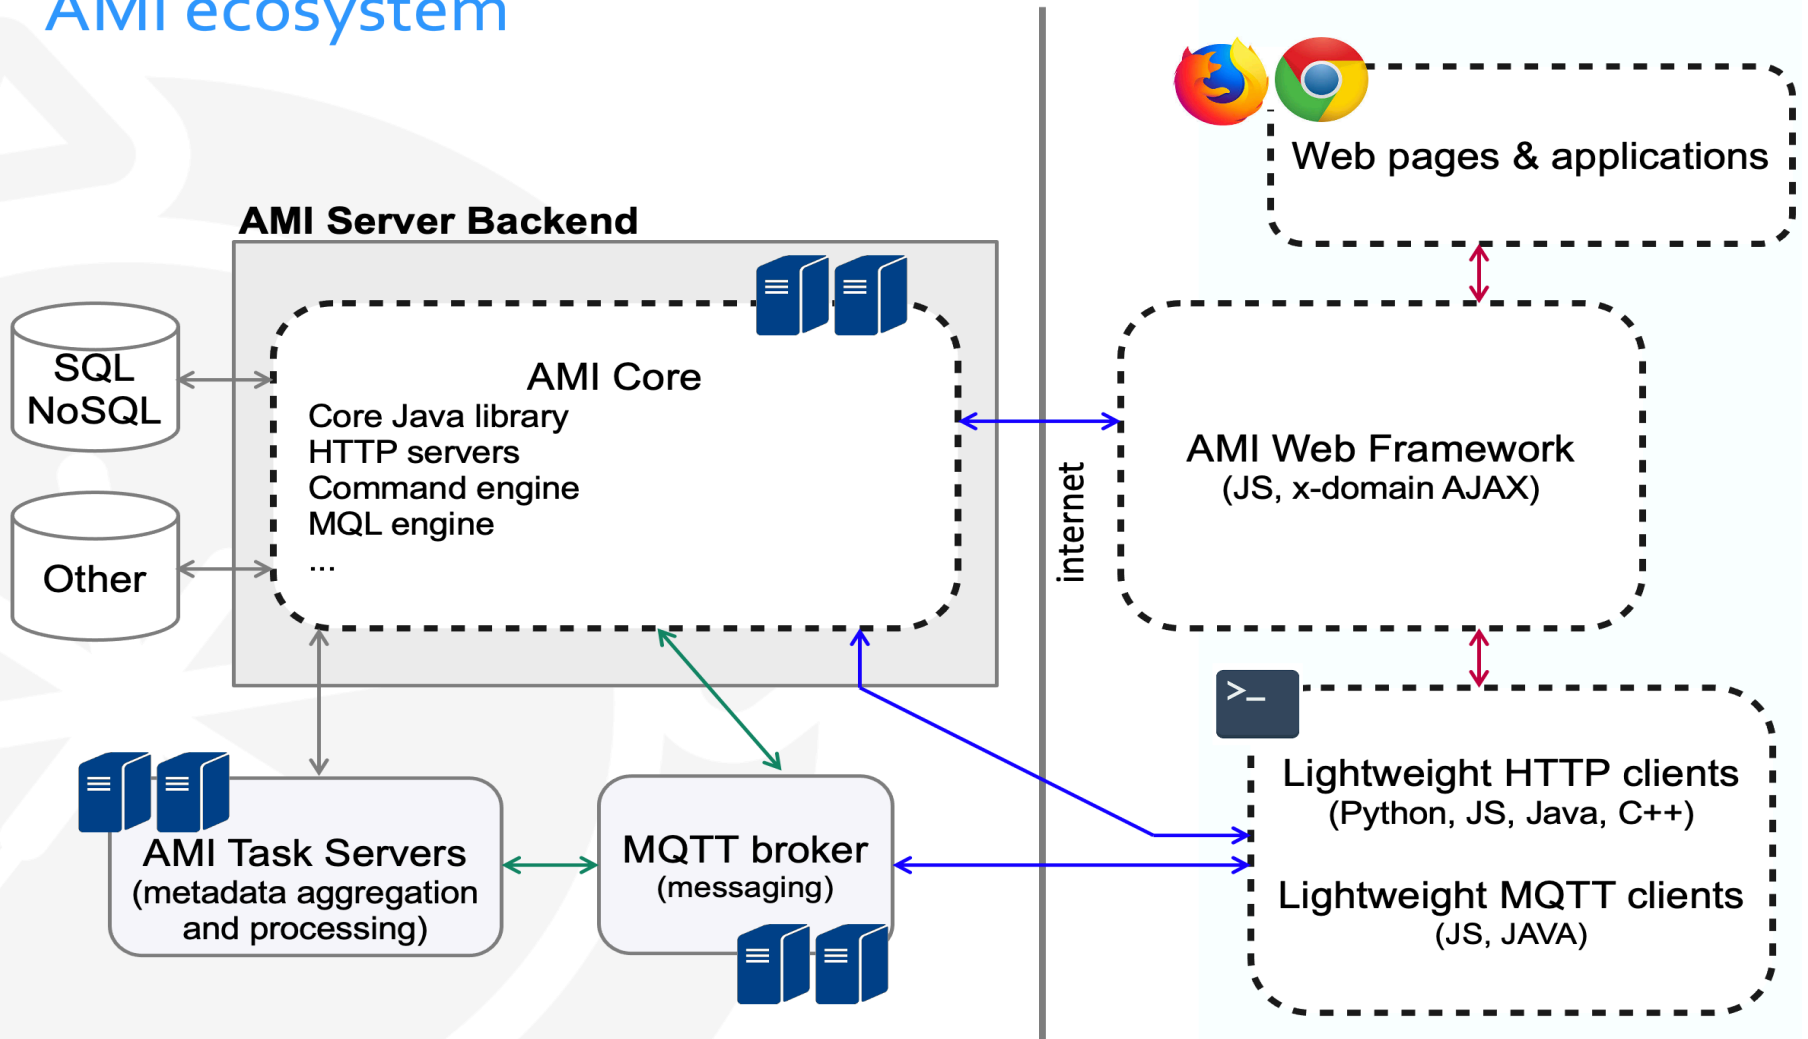 AMI ecosystem
Web pages & applications
AMI Server Backend
SQL
NoSQL
Other
AMI Core
Core Java library
HTTP servers
Command engine
MQL engine
...
internet
AMI Web Framework
(JS, x-domain AJAX)
>_
AMI Task Servers
(metadada aggregation
and processing)
MQTT broker
(messaging)
Lightweight HTTP clients
(Python, JS, Java, C++)
Lightweight MQTT clients
(JS, JAVA)